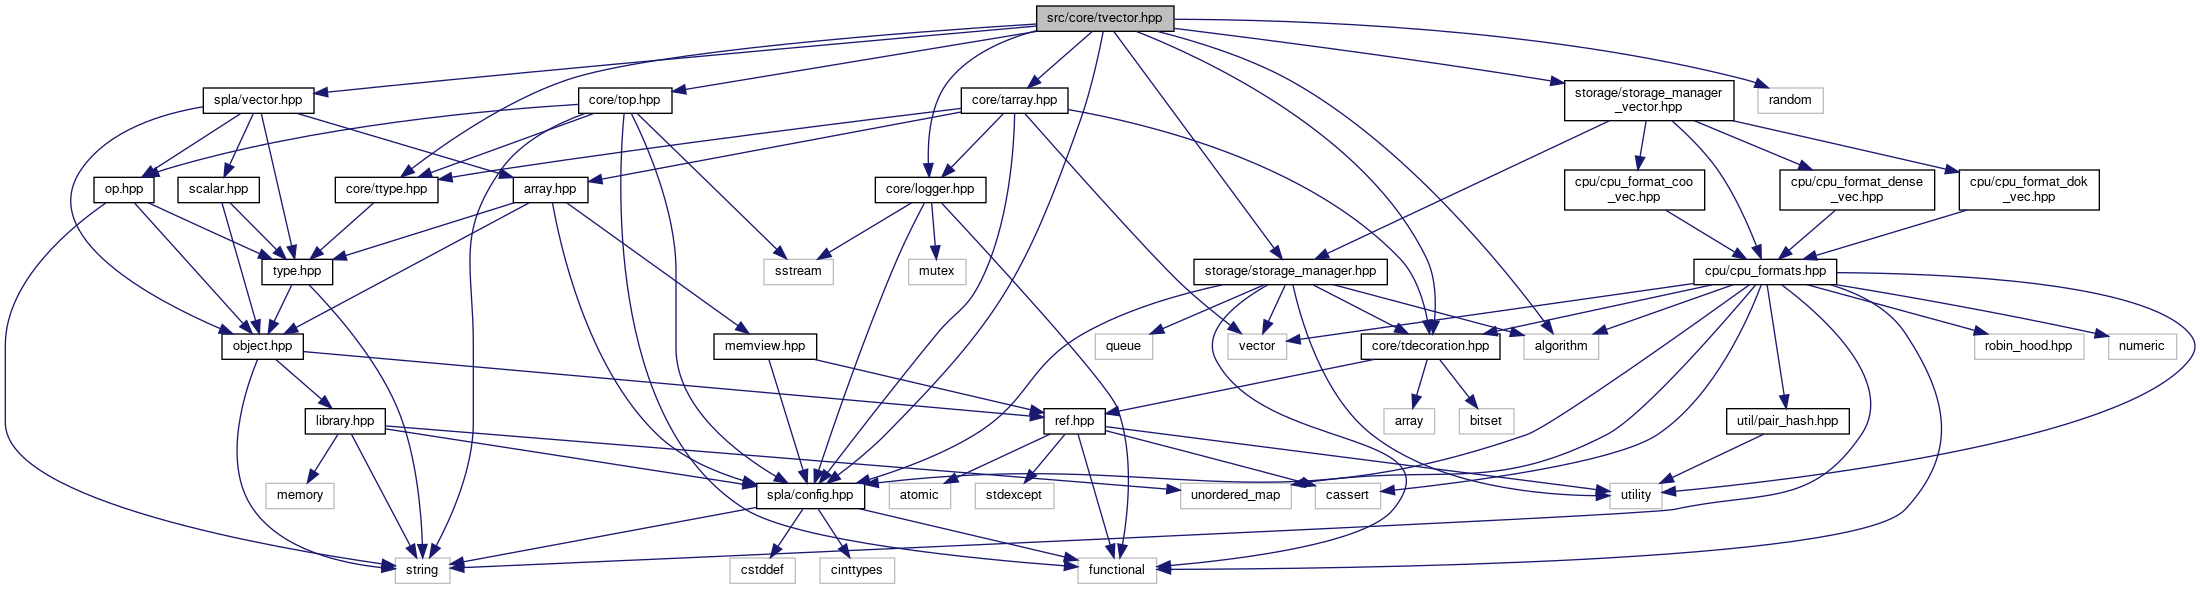 src/core/tvector.hpp
spla/vector.hpp
core/top.hpp
core/tarray.hpp
storage/storage_manager
_vector.hpp
random
op.hpp
scalar.hpp
core/ttype.hpp
array.hpp
core/logger.hpp
cpu/cpu_format_coo
_vec.hpp
cpu/cpu_format_dense
_vec.hpp
cpu/cpu_format_dok
_vec.hpp
type.hpp
sstream
mutex
storage/storage_manager.hpp
cpu/cpu_formats.hpp
object.hpp
memview.hpp
queue
vector
core/tdecoration.hpp
algorithm
robin_hood.hpp
numeric
library.hpp
ref.hpp
array
bitset
util/pair_hash.hpp
memory
spla/config.hpp
atomic
stdexcept
unordered_map
cassert
utility
string
cstddef
cinttypes
functional